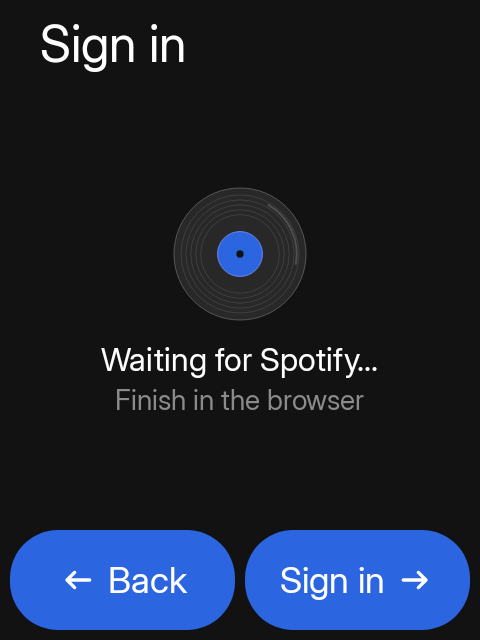 Sign in
Waiting for Spotify...
Finish in the browser
Back
Sign in